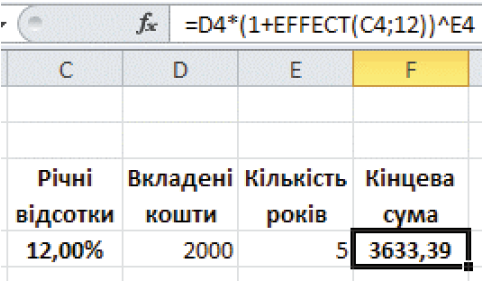 fx =D4*(1+EFFECT(C4;12))^E4
C D E F
Річні Вкладені Кількість Кінцева
відсотки кошти років сума
12,00% 2000 5 3633,39